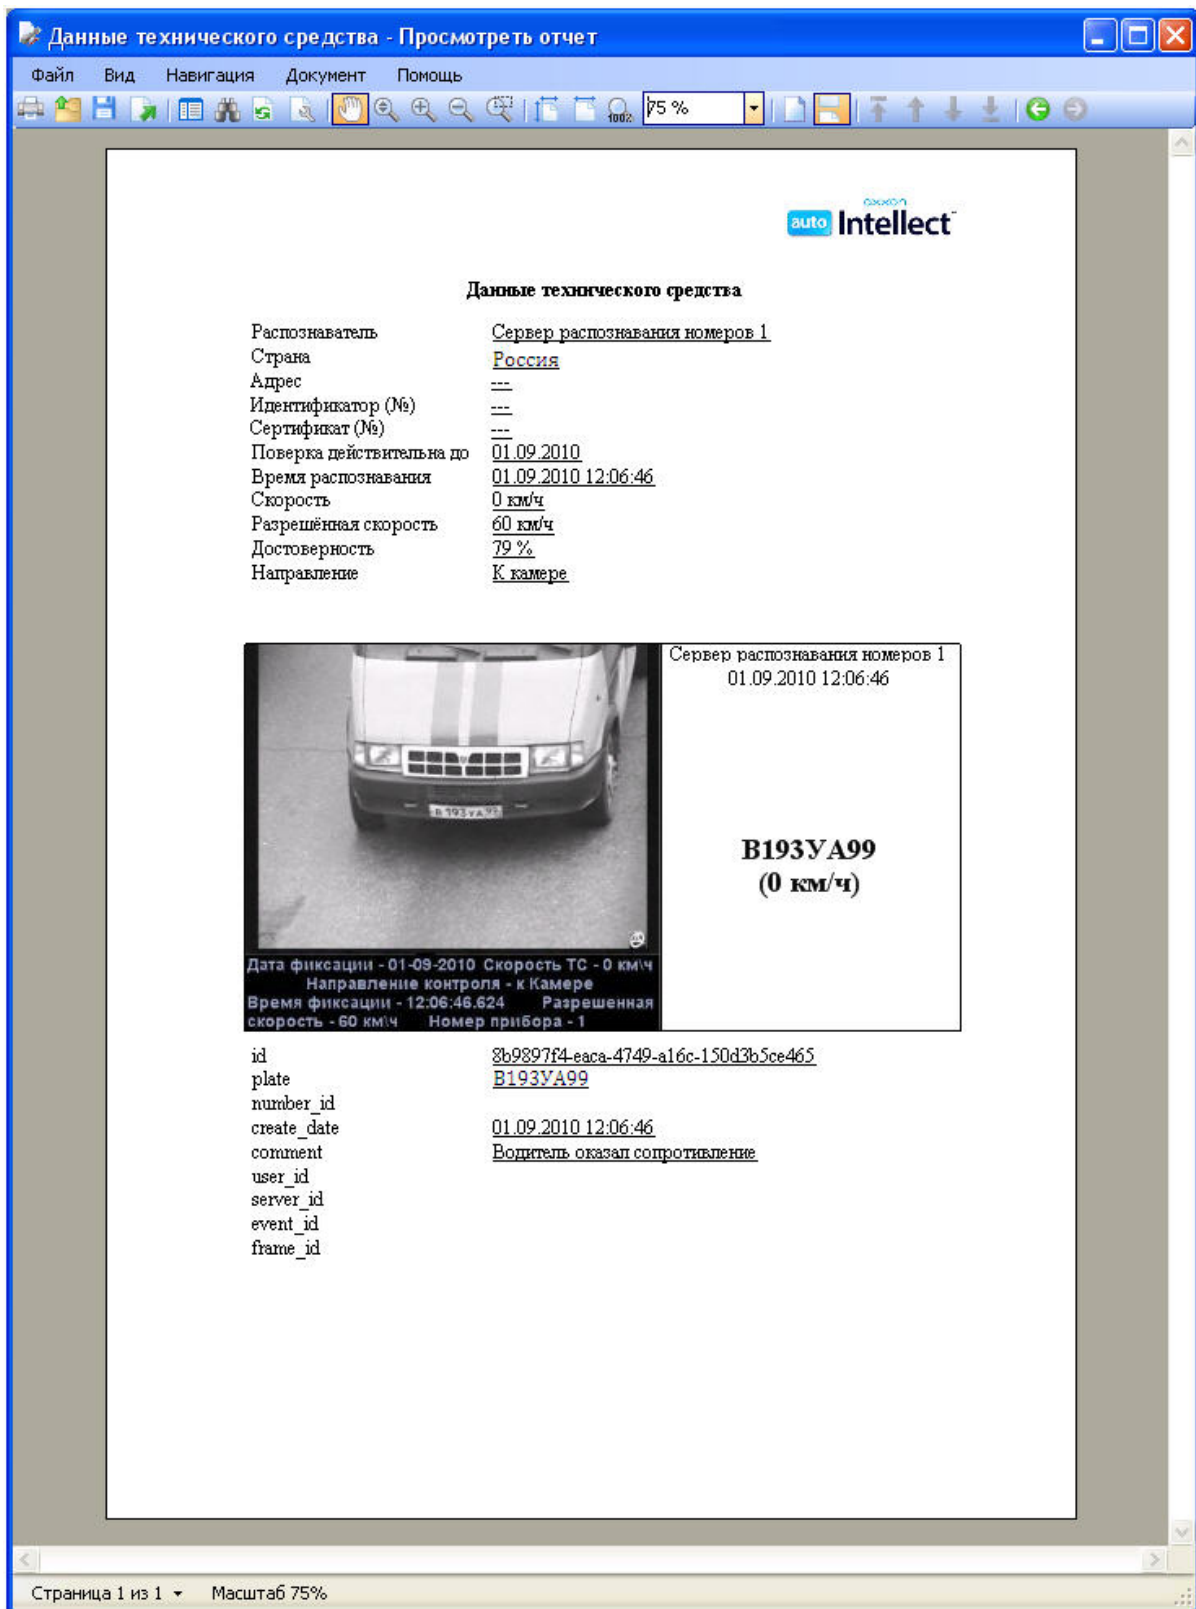 Данные технического средства - Просмотреть отчет
Файл Вид Навигация Документ Помощь
100% 75 %
axxon
auto Intellect
Данные технического средства
Распознаватель Сервер распознавания номеров 1
Страна Россия
Адрес ---
Идентификатор (№) ---
Сертификат (№) ---
Поверка действительна до 01.09.2010
Время распознавания 01.09.2010 12:06:46
Скорость 0 км/ч
Разрешённая скорость 60 км/ч
Достоверность 79 %
Направление К камере
Сервер распознавания номеров 1
01.09.2010 12:06:46
В 193 УА 99
В193УА99
(0 км/ч)
Дата фиксации - 01-09-2010 Скорость ТС - 0 км\ч
Направление контроля - к Камере
Время фиксации - 12:06:46.624 Разрешенная
скорость - 60 км\ч Номер прибора - 1
id 8b9897f4-eaca-4749-a16c-150d3b5ce465
plate В193УА99
number_id
create_date 01.09.2010 12:06:46
comment Водитель оказал сопротивление
user_id
server_id
event_id
frame_id
Страница 1 из 1 Масштаб 75%